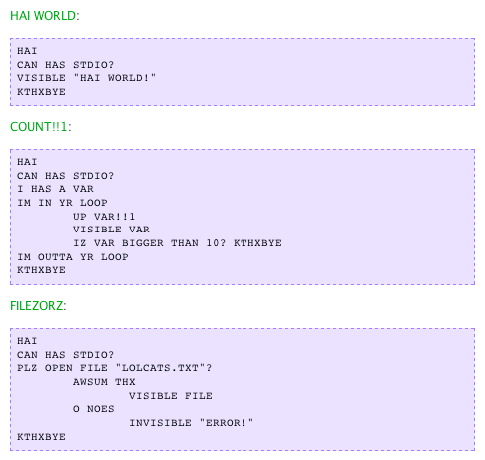 HAI WORLD:
HAI
CAN HAS STDIO?
VISIBLE "HAI WORLD!"
KTHXBYE
COUNT!!1:
HAI
CAN HAS STDIO?
I HAS A VAR
IM IN YR LOOP
UP VAR!!1
VISIBLE VAR
IZ VAR BIGGER THAN 10? KTHXBYE
IM OUTTA YR LOOP
KTHXBYE
FILEZORZ:
HAI
CAN HAS STDIO?
PLZ OPEN FILE "LOLCATS.TXT"?
AWSUM THX
VISIBLE FILE
O NOES
INVISIBLE "ERROR!"
KTHXBYE